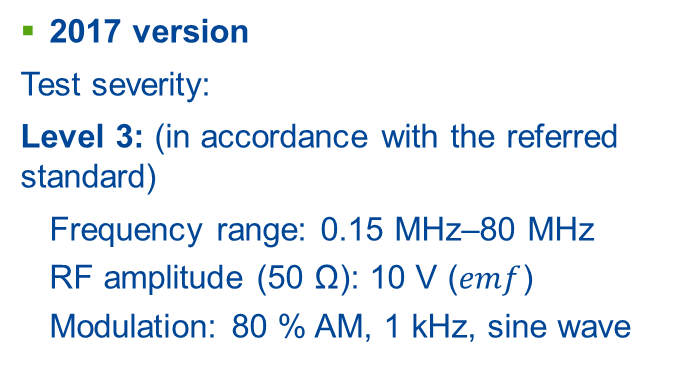 ▪ 2017 version
Test severity:
Level 3: (in accordance with the referred
standard)
Frequency range: 0.15 MHz–80 MHz
RF amplitude (50 Ω): 10 V (emf)
Modulation: 80 % AM, 1 kHz, sine wave